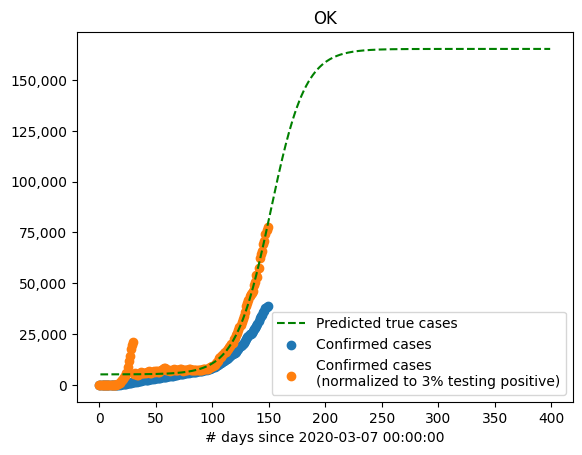 OK
150,000
125,000
100,000
75,000
50,000
25,000
0
Predicted true cases
Confirmed cases
Confirmed cases
(normalized to 3% testing positive)
0 50 100 150 200 250 300 350 400
# days since 2020-03-07 00:00:00